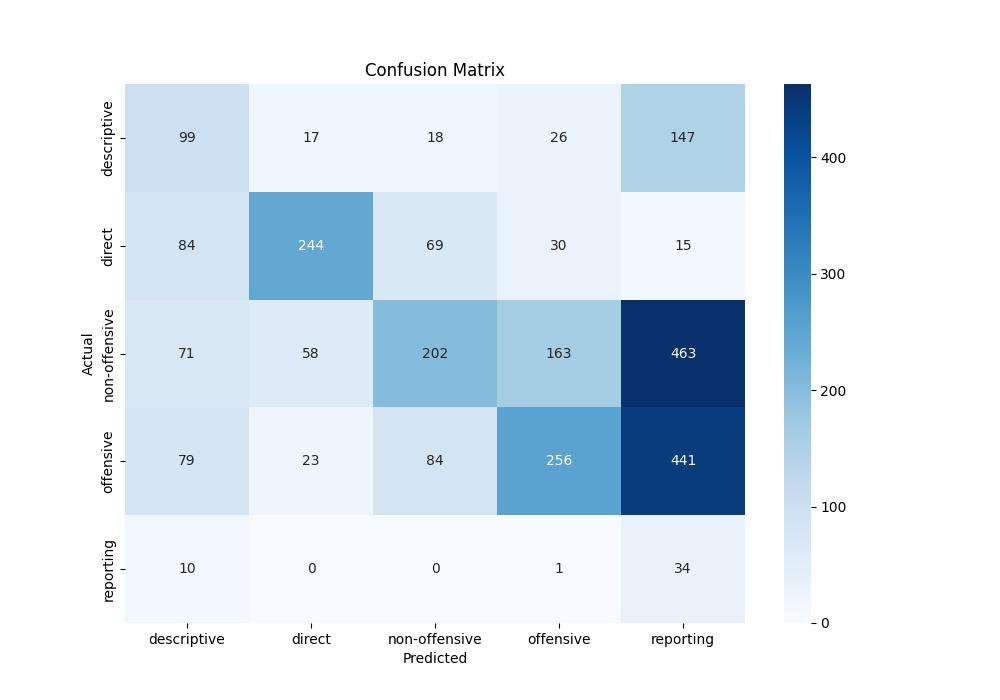 Confusion Matrix
descriptive
99 17 18 26 147
direct
84 244 69 30 15
non-offensive
71 58 202 163 463
offensive
79 23 84 256 441
reporting
10 0 0 1 34
Actual
descriptive direct non-offensive offensive reporting
Predicted
400
300
200
100
0